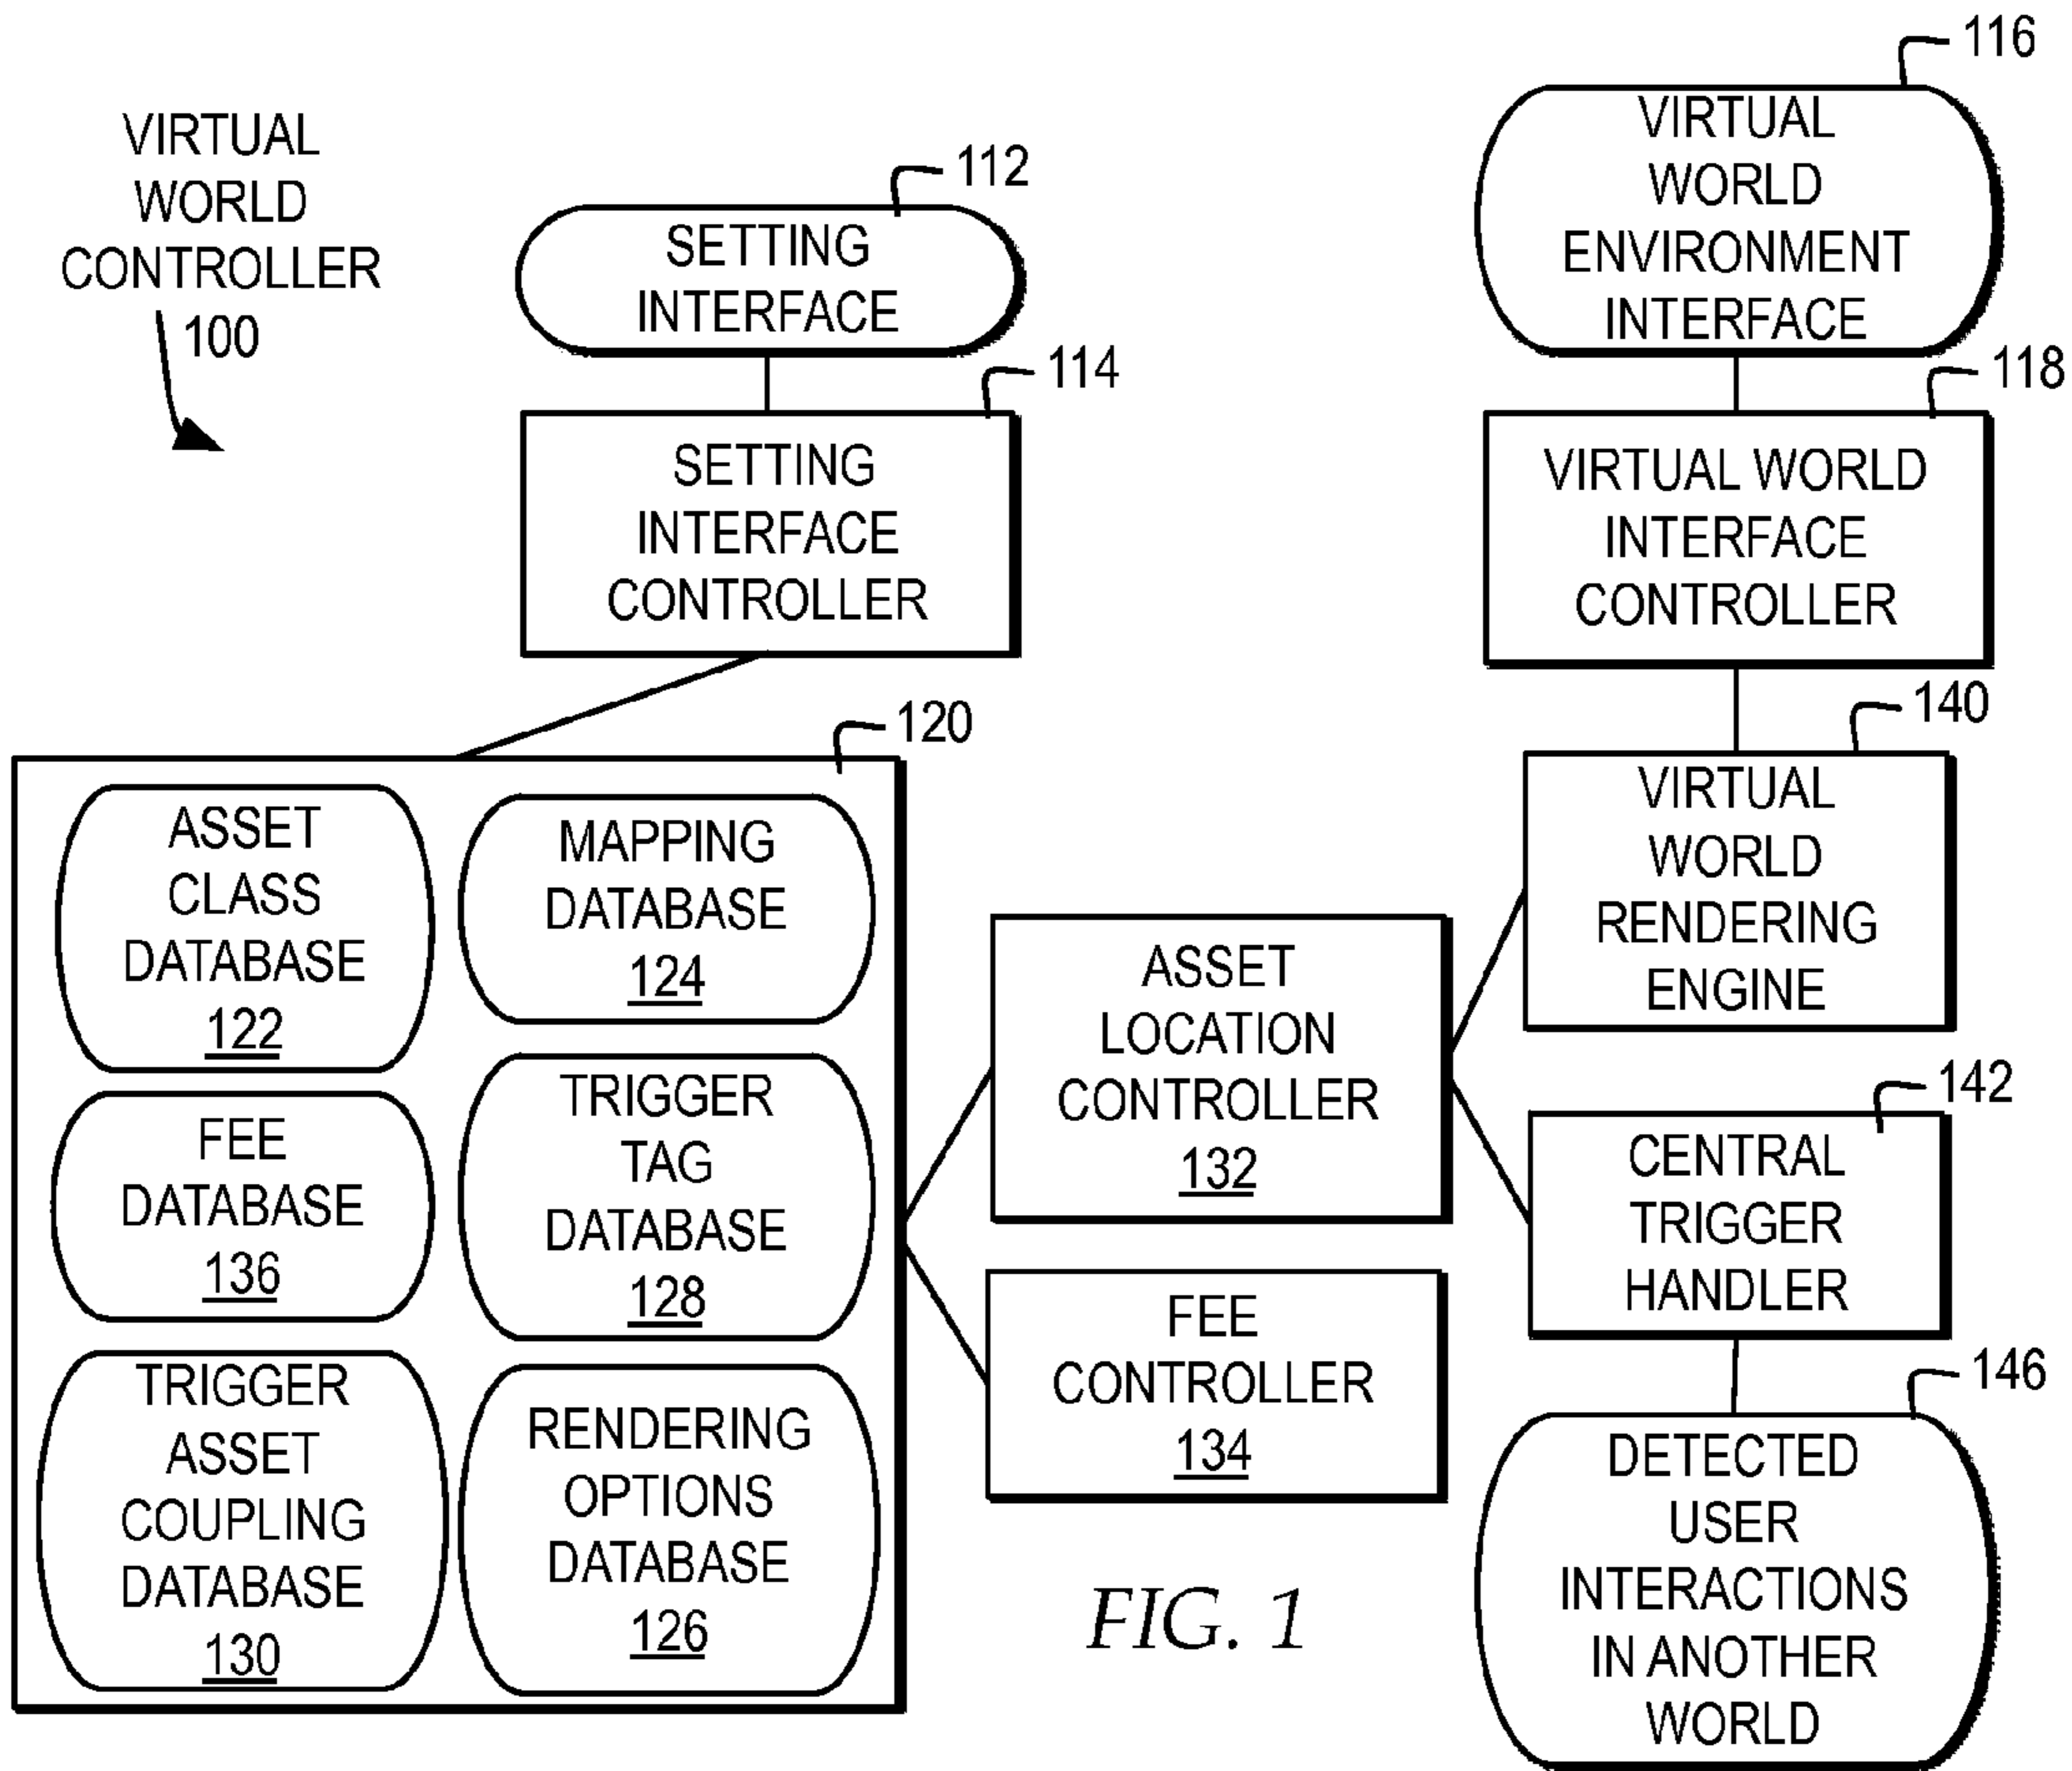 VIRTUAL
WORLD
CONTROLLER
100
112
SETTING
INTERFACE
114
SETTING
INTERFACE
CONTROLLER
116
VIRTUAL
WORLD
ENVIRONMENT
INTERFACE
118
VIRTUAL WORLD
INTERFACE
CONTROLLER
120
ASSET
CLASS
DATABASE
122
MAPPING
DATABASE
124
FEE
DATABASE
136
TRIGGER
TAG
DATABASE
128
TRIGGER
ASSET
COUPLING
DATABASE
130
RENDERING
OPTIONS
DATABASE
126
ASSET
LOCATION
CONTROLLER
132
FEE
CONTROLLER
134
140
VIRTUAL
WORLD
RENDERING
ENGINE
142
CENTRAL
TRIGGER
HANDLER
146
DETECTED
USER
INTERACTIONS
IN ANOTHER
WORLD
FIG. 1